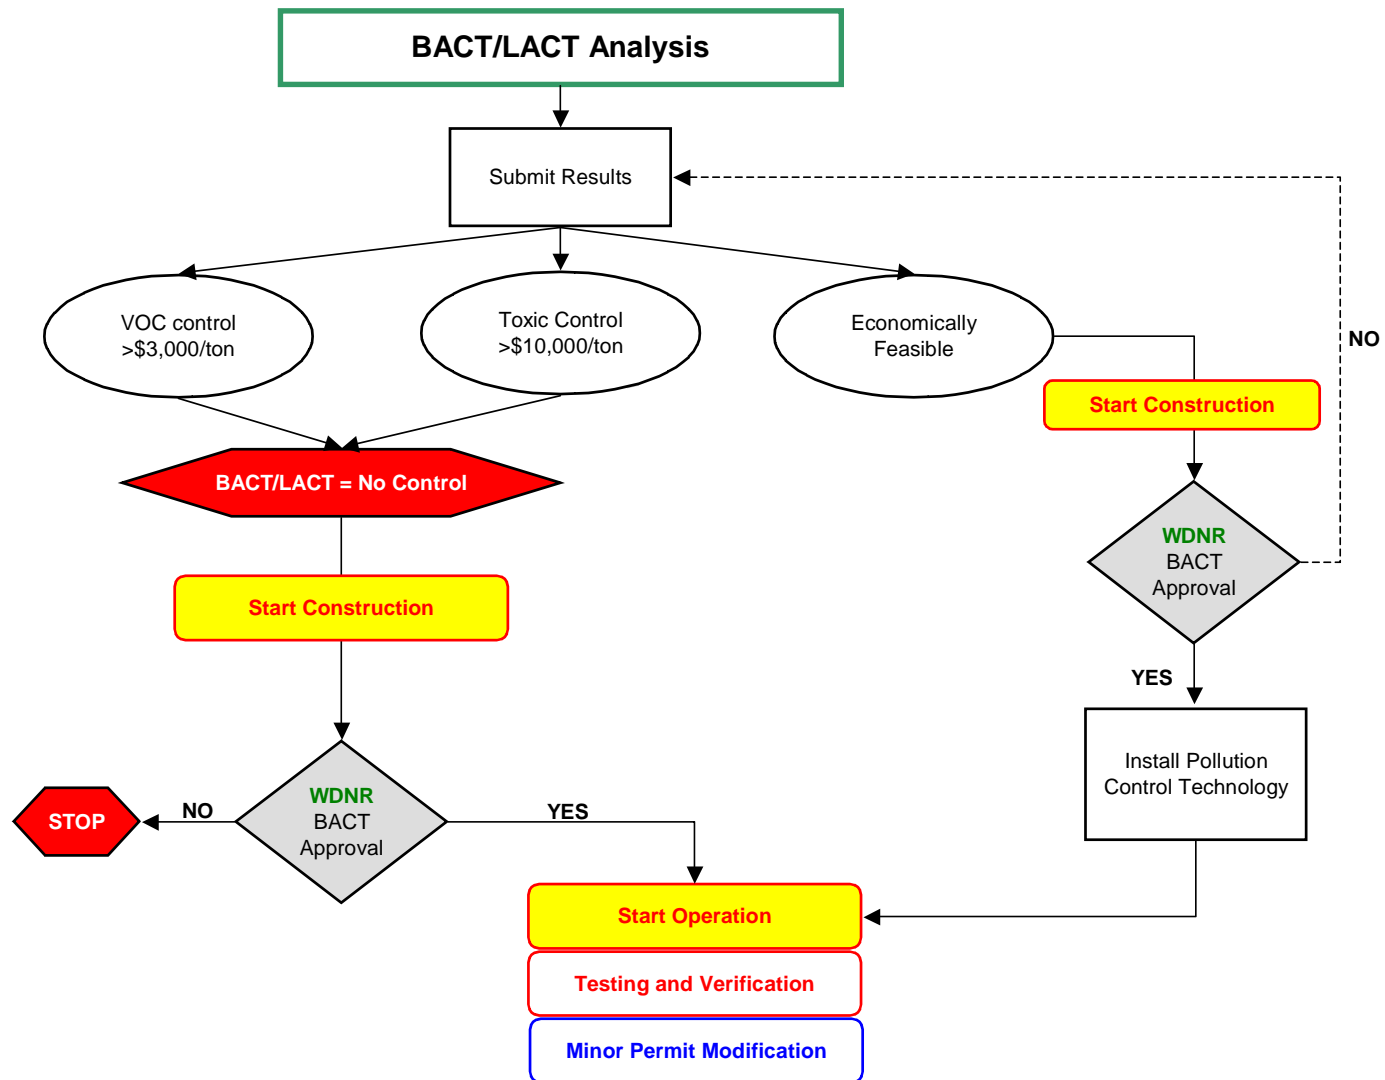 BACT/LACT Analysis
Submit Results
VOC control
>$3,000/ton
Toxic Control
>$10,000/ton
Economically
Feasible
NO
Start Construction
BACT/LACT = No Control
WDNR
BACT
Approval
Start Construction
YES
Install Pollution
Control Technology
STOP
NO
WDNR
BACT
Approval
YES
Start Operation
Testing and Verification
Minor Permit Modification